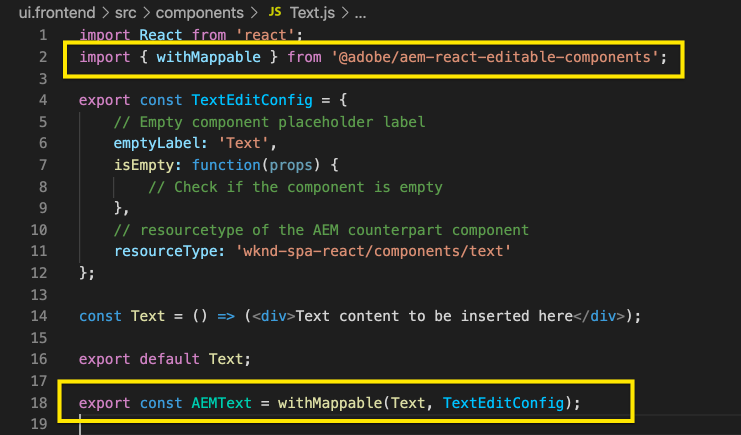 ui.frontend > src > components > JS Text.js > ...
1 import React from 'react';
2 import { withMappable } from '@adobe/aem-react-editable-components';
3
4 export const TextEditConfig = {
5 // Empty component placeholder label
6 emptyLabel: 'Text',
7 isEmpty: function(props) {
8 // Check if the component is empty
9 },
10 // resourcetype of the AEM counterpart component
11 resourceType: 'wknd-spa-react/components/text'
12 };
13
14 const Text = () => (<div>Text content to be inserted here</div>);
15
16 export default Text;
17
18 export const AEMText = withMappable(Text, TextEditConfig);
19